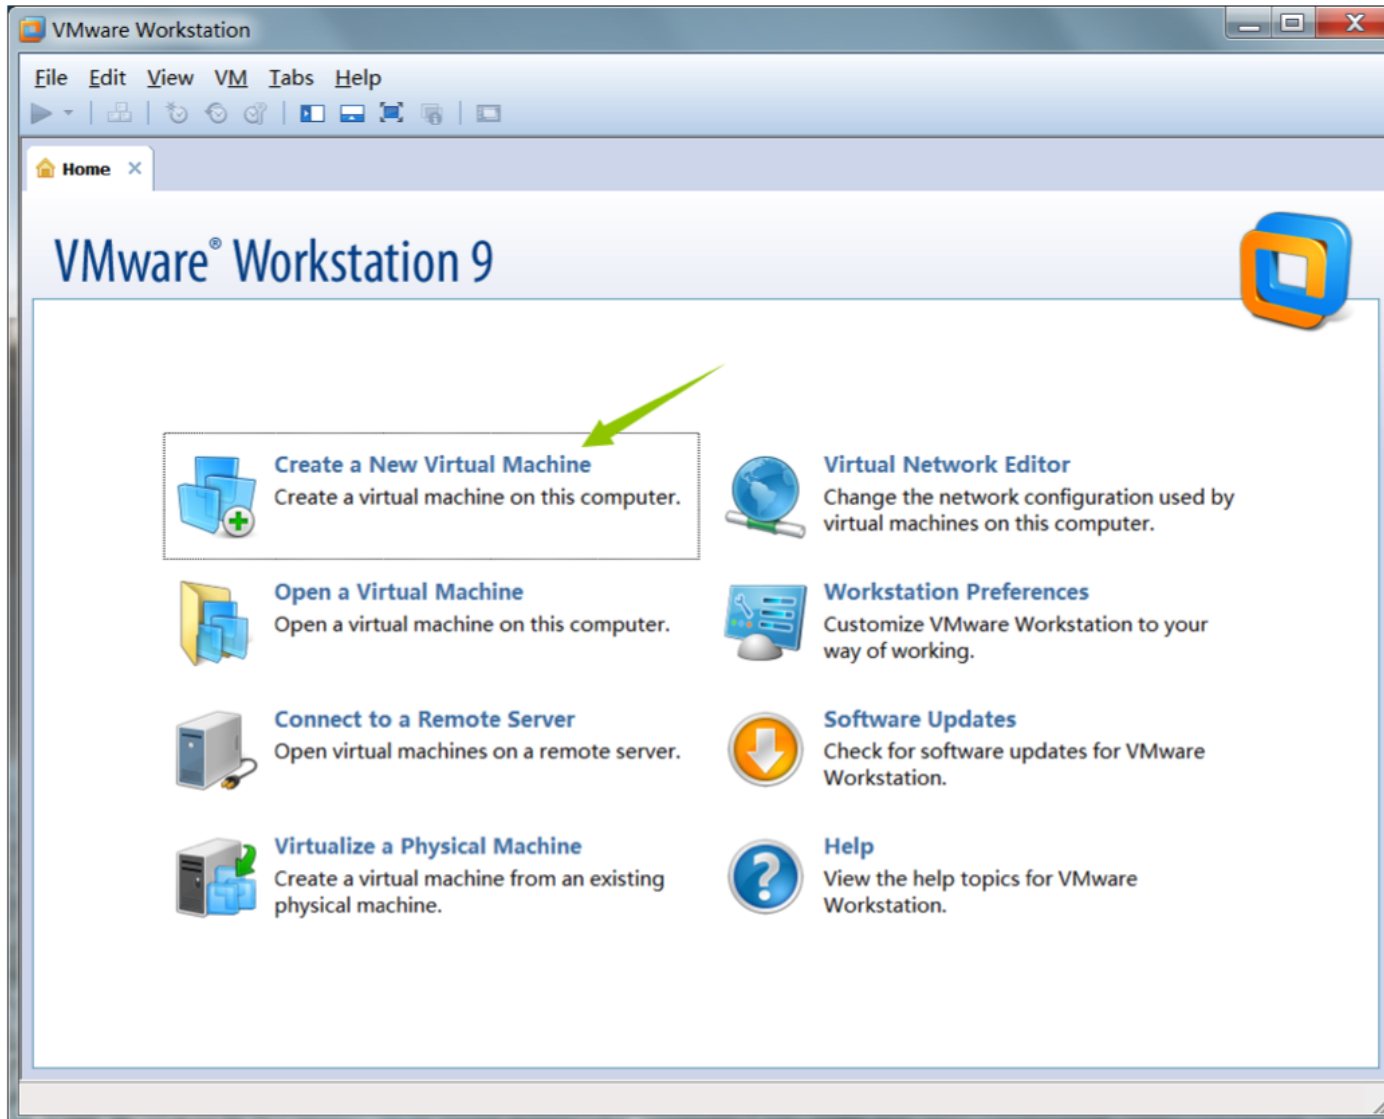 VMware Workstation
File Edit View VM Tabs Help
Home
VMware® Workstation 9
Create a New Virtual Machine
Create a virtual machine on this computer.
Open a Virtual Machine
Open a virtual machine on this computer.
Connect to a Remote Server
Open virtual machines on a remote server.
Virtualize a Physical Machine
Create a virtual machine from an existing
physical machine.
Virtual Network Editor
Change the network configuration used by
virtual machines on this computer.
Workstation Preferences
Customize VMware Workstation to your
way of working.
Software Updates
Check for software updates for VMware
Workstation.
Help
View the help topics for VMware
Workstation.